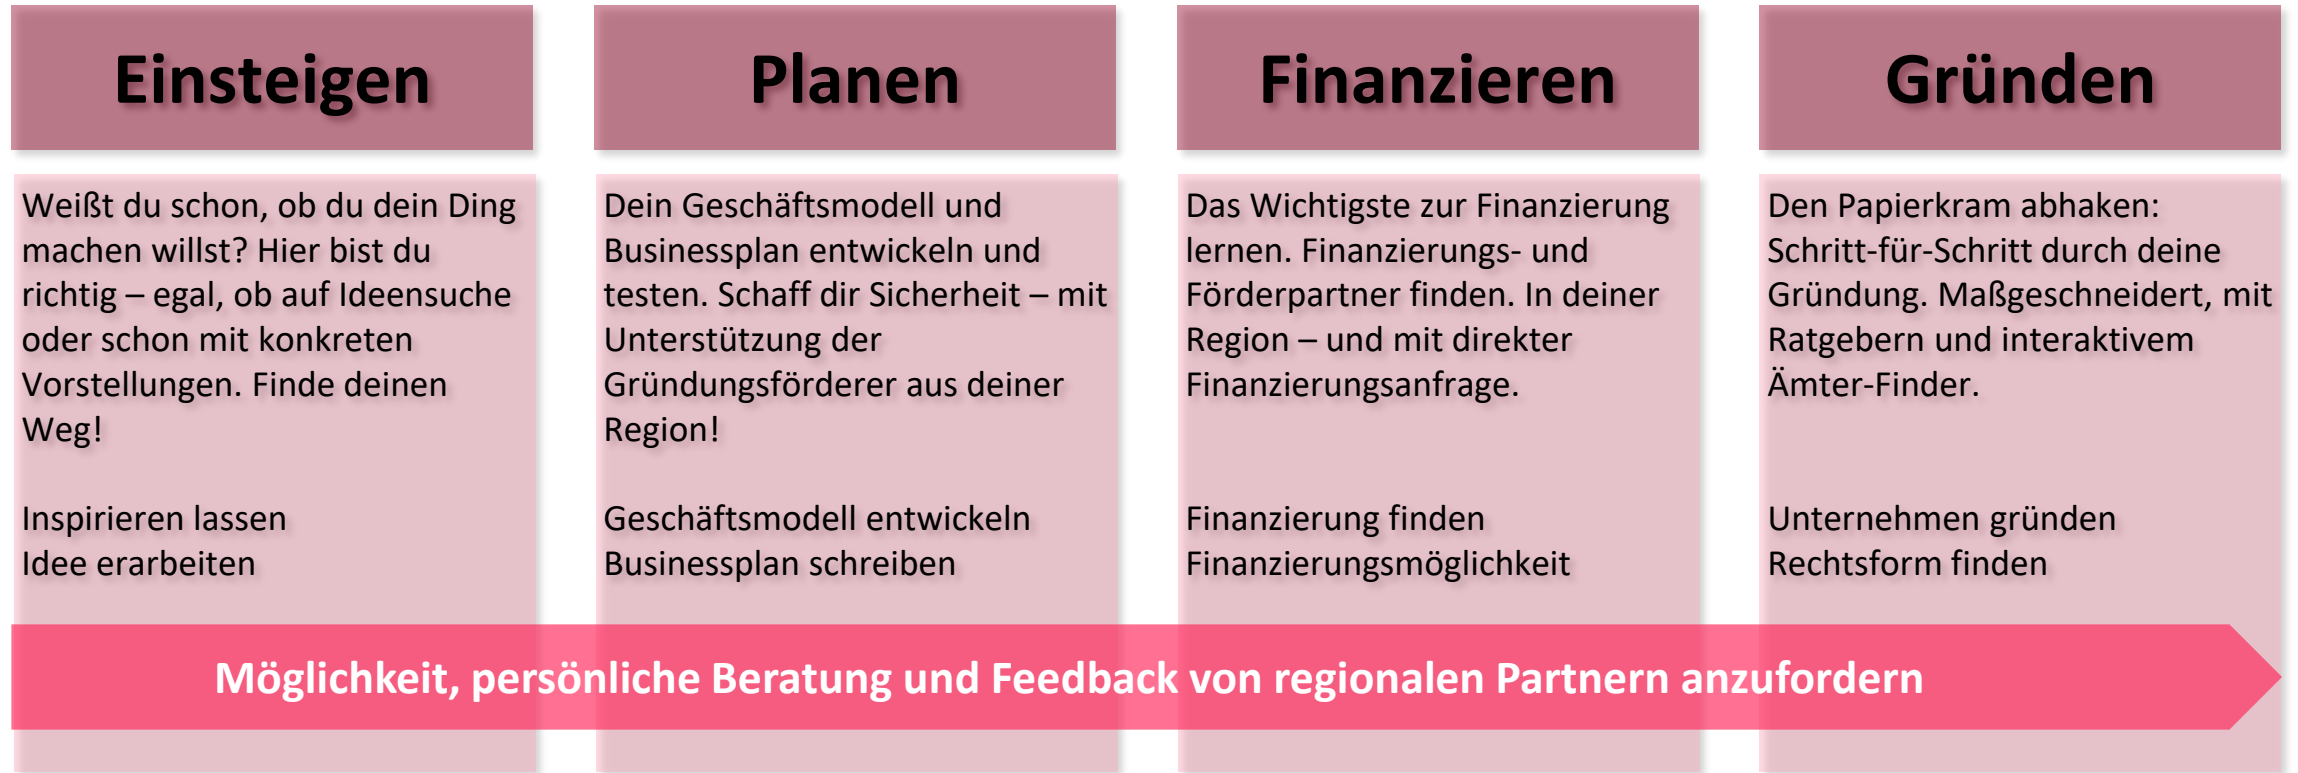 Einsteigen
Weißt du schon, ob du dein Ding
machen willst? Hier bist du
richtig – egal, ob auf Ideensuche
oder schon mit konkreten
Vorstellungen. Finde deinen
Weg!
Inspirieren lassen
Idee erarbeiten
Planen
Dein Geschäftsmodell und
Businessplan entwickeln und
testen. Schaff dir Sicherheit – mit
Unterstützung der
Gründungsförderer aus deiner
Region!
Geschäftsmodell entwickeln
Businessplan schreiben
Finanzieren
Das Wichtigste zur Finanzierung
lernen. Finanzierungs- und
Förderpartner finden. In deiner
Region – und mit direkter
Finanzierungsanfrage.
Finanzierung finden
Finanzierungsmöglichkeit
Gründen
Den Papierkram abhaken:
Schritt-für-Schritt durch deine
Gründung. Maßgeschneidert, mit
Ratgebern und interaktivem
Ämter-Finder.
Unternehmen gründen
Rechtsform finden
Möglichkeit, persönliche Beratung und Feedback von regionalen Partnern anzufordern